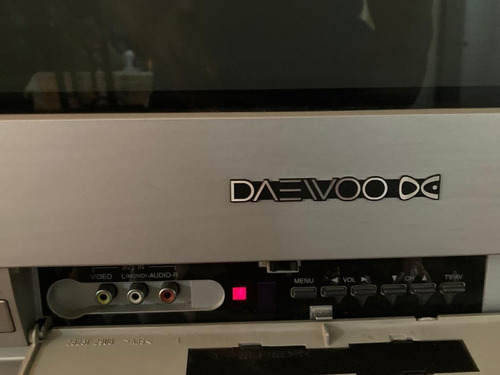 DAEWOO
AV2 IN
VIDEO L(MONO)-AUDIO-R
MENU ◀ VOL ▶ ▼ CH ▲ TV/AV